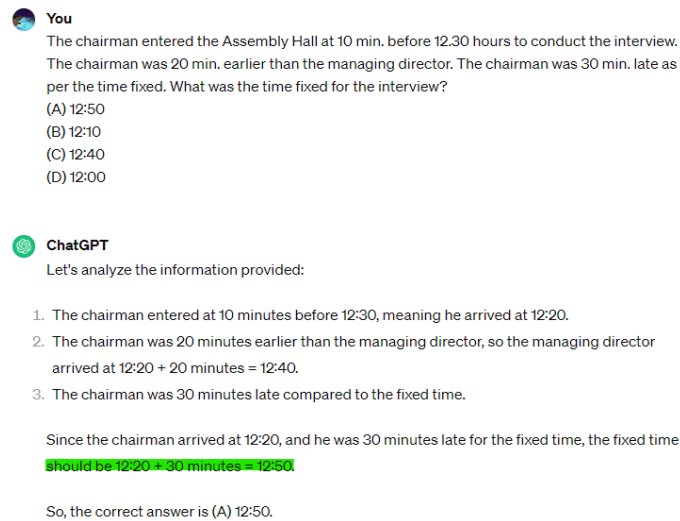 You
The chairman entered the Assembly Hall at 10 min. before 12.30 hours to conduct the interview.
The chairman was 20 min. earlier than the managing director. The chairman was 30 min. late as
per the time fixed. What was the time fixed for the interview?
(A) 12:50
(B) 12:10
(C) 12:40
(D) 12:00
ChatGPT
Let's analyze the information provided:
1. The chairman entered at 10 minutes before 12:30, meaning he arrived at 12:20.
2. The chairman was 20 minutes earlier than the managing director, so the managing director
arrived at 12:20 + 20 minutes = 12:40.
3. The chairman was 30 minutes late compared to the fixed time.
Since the chairman arrived at 12:20, and he was 30 minutes late for the fixed time, the fixed time
should be 12:20 + 30 minutes = 12:50.
So, the correct answer is (A) 12:50.